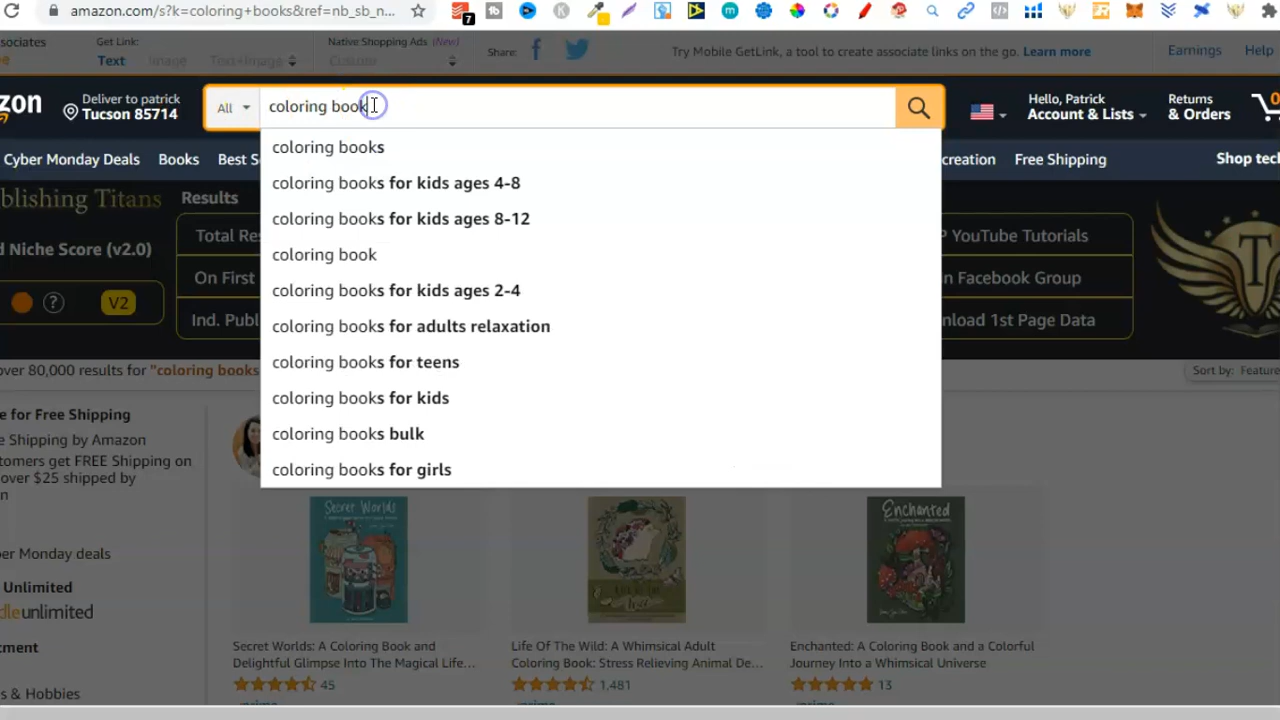 amazon.com/s?k=coloring+books&ref=nb_sb_n...
7
sociates
Get Link:
Native Shopping Ads (New)
Text
Image
Text+Image
Custom
Share:
Try Mobile GetLink, a tool to create associate links on the go. Learn more
Earnings
Help
zon
Deliver to patrick
Tucson 85714
All
coloring book
Hello, Patrick
Account & Lists
Returns
& Orders
0
Cyber Monday Deals
Books
Best S
creation
Free Shipping
Shop tech
coloring books
coloring books for kids ages 4-8
coloring books for kids ages 8-12
coloring book
coloring books for kids ages 2-4
coloring books for adults relaxation
coloring books for teens
coloring books for kids
coloring books bulk
coloring books for girls
blishing Titans
Results
d Niche Score (v2.0)
Total Res
P YouTube Tutorials
On First
n Facebook Group
? V2
Ind. Publ
nload 1st Page Data
T
over 80,000 results for "coloring books
Sort by: Feature
e for Free Shipping
Shipping by Amazon
tomers get FREE Shipping on
over $25 shipped by
n
yber Monday deals
Unlimited
dleunlimited
tment
s & Hobbies
Secret Worlds
Enchanted
Secret Worlds: A Coloring Book and
Delightful Glimpse Into The Magical Life...
45
Life Of The Wild: A Whimsical Adult
Coloring Book: Stress Relieving Animal De...
1,481
Enchanted: A Coloring Book and a Colorful
Journey Into a Whimsical Universe
13